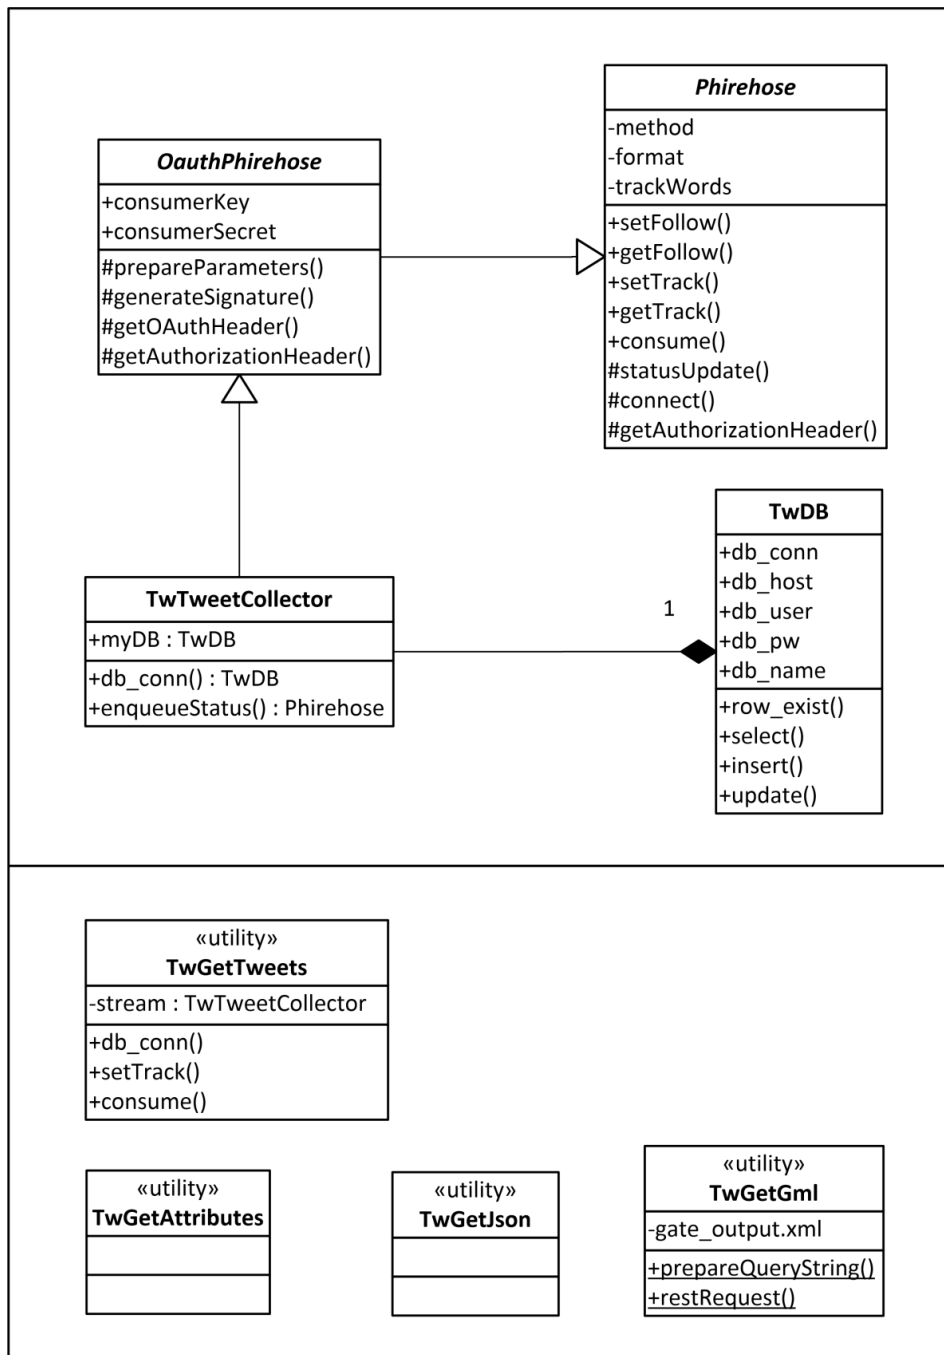 Phirehose
-method
-format
-trackWords
+setFollow()
+getFollow()
+setTrack()
+getTrack()
+consume()
#statusUpdate()
#connect()
#getAuthorizationHeader()
OauthPhirehose
+consumerKey
+consumerSecret
#prepareParameters()
#generateSignature()
#getOAuthHeader()
#getAuthorizationHeader()
TwTweetCollector
+myDB : TwDB
+db_conn() : TwDB
+enqueueStatus() : Phirehose
1
TwDB
+db_conn
+db_host
+db_user
+db_pw
+db_name
+row_exist()
+select()
+insert()
+update()
«utility»
TwGetTweets
-stream : TwTweetCollector
+db_conn()
+setTrack()
+consume()
«utility»
TwGetAttributes
«utility»
TwGetJson
«utility»
TwGetGml
-gate_output.xml
+prepareQueryString()
+restRequest()